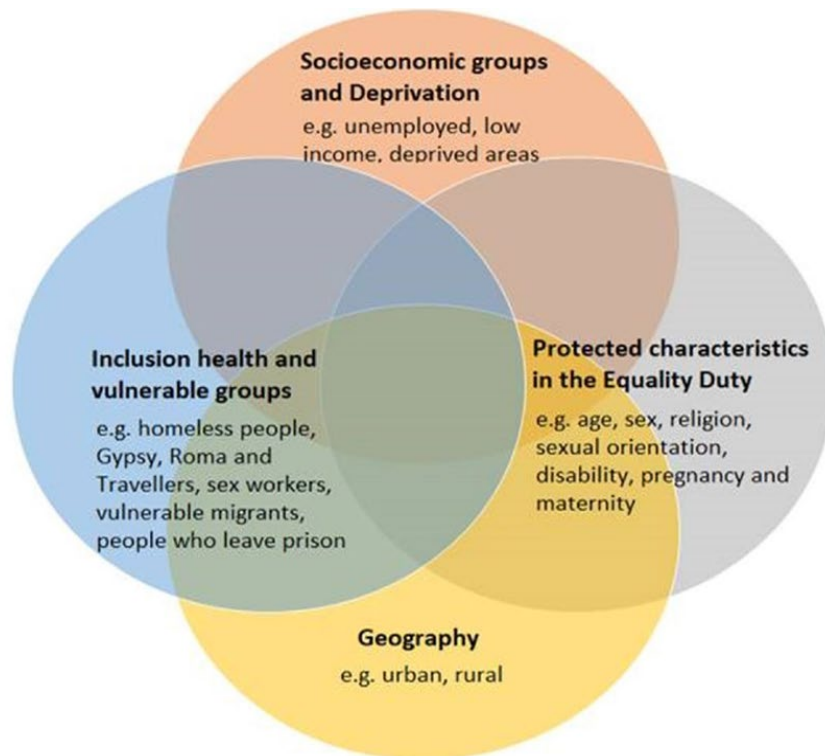 Socioeconomic groups
and Deprivation
e.g. unemployed, low
income, deprived areas
Inclusion health and
vulnerable groups
e.g. homeless people,
Gypsy, Roma and
Travellers, sex workers,
vulnerable migrants,
people who leave prison
Protected characteristics
in the Equality Duty
e.g. age, sex, religion,
sexual orientation,
disability, pregnancy and
maternity
Geography
e.g. urban, rural